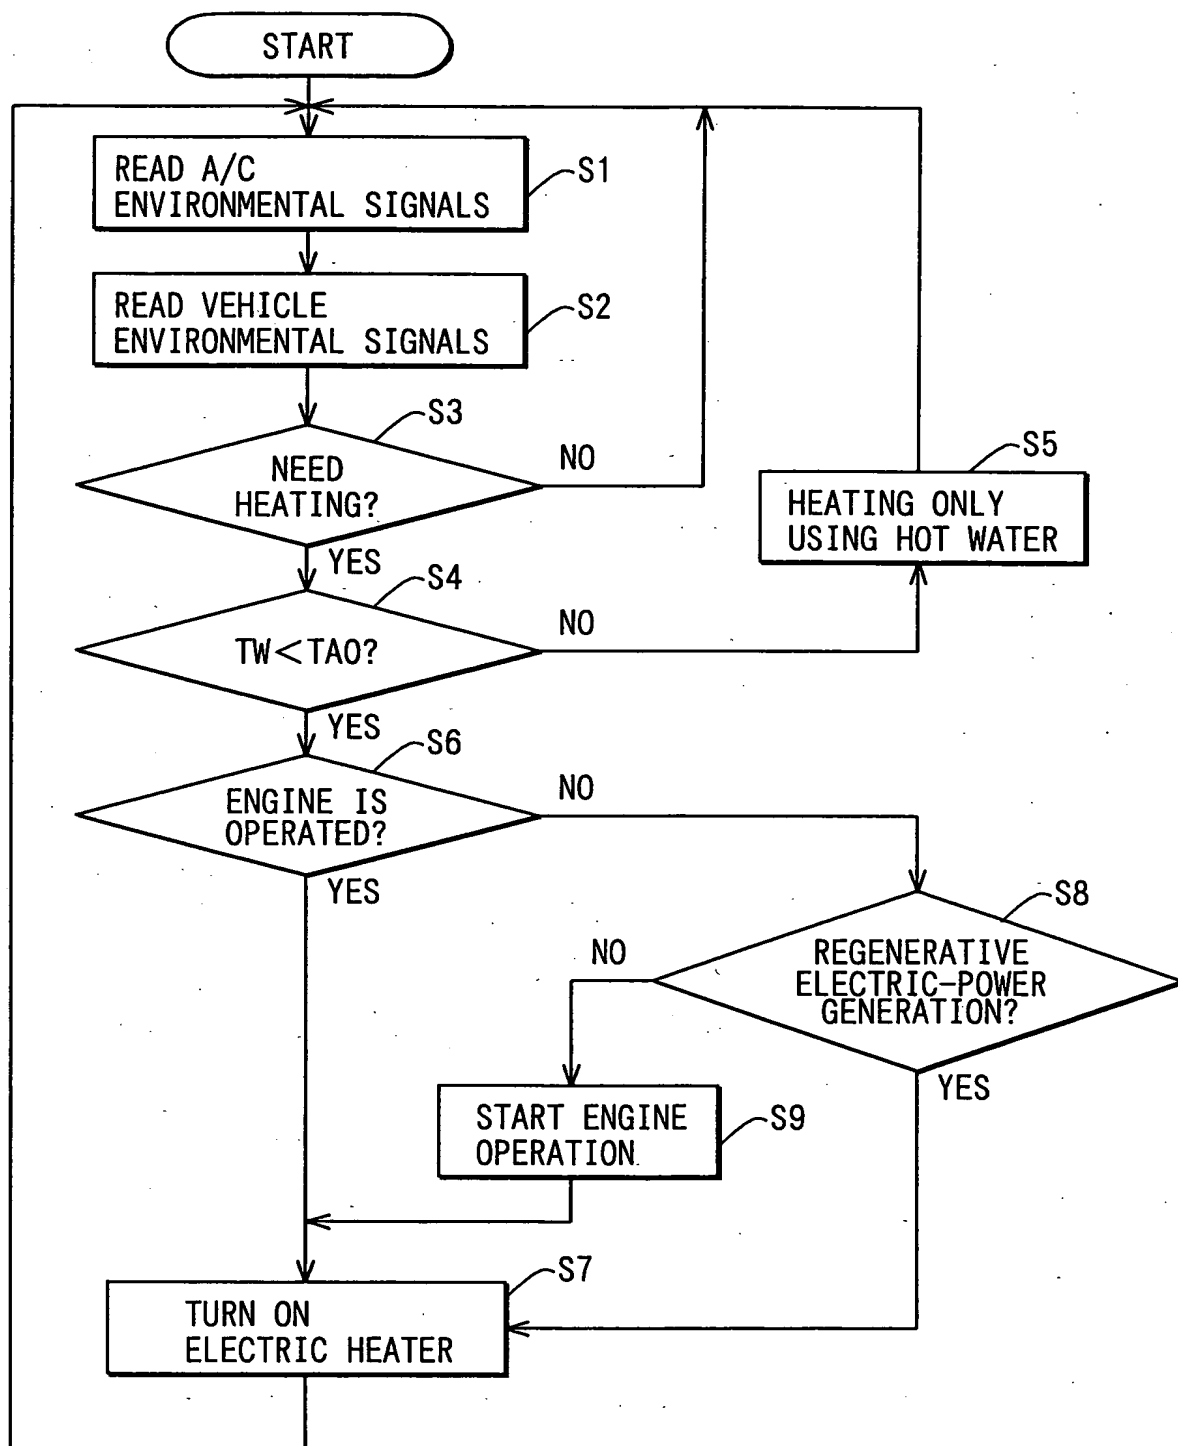 START
READ A/C
ENVIRONMENTAL SIGNALS
S1
READ VEHICLE
ENVIRONMENTAL SIGNALS
S2
S3
NEED
HEATING?
NO
YES
S5
HEATING ONLY
USING HOT WATER
S4
TW<TAO?
NO
YES
S6
ENGINE IS
OPERATED?
NO
YES
S8
REGENERATIVE
ELECTRIC-POWER
GENERATION?
NO
YES
START ENGINE
OPERATION
S9
S7
TURN ON
ELECTRIC HEATER